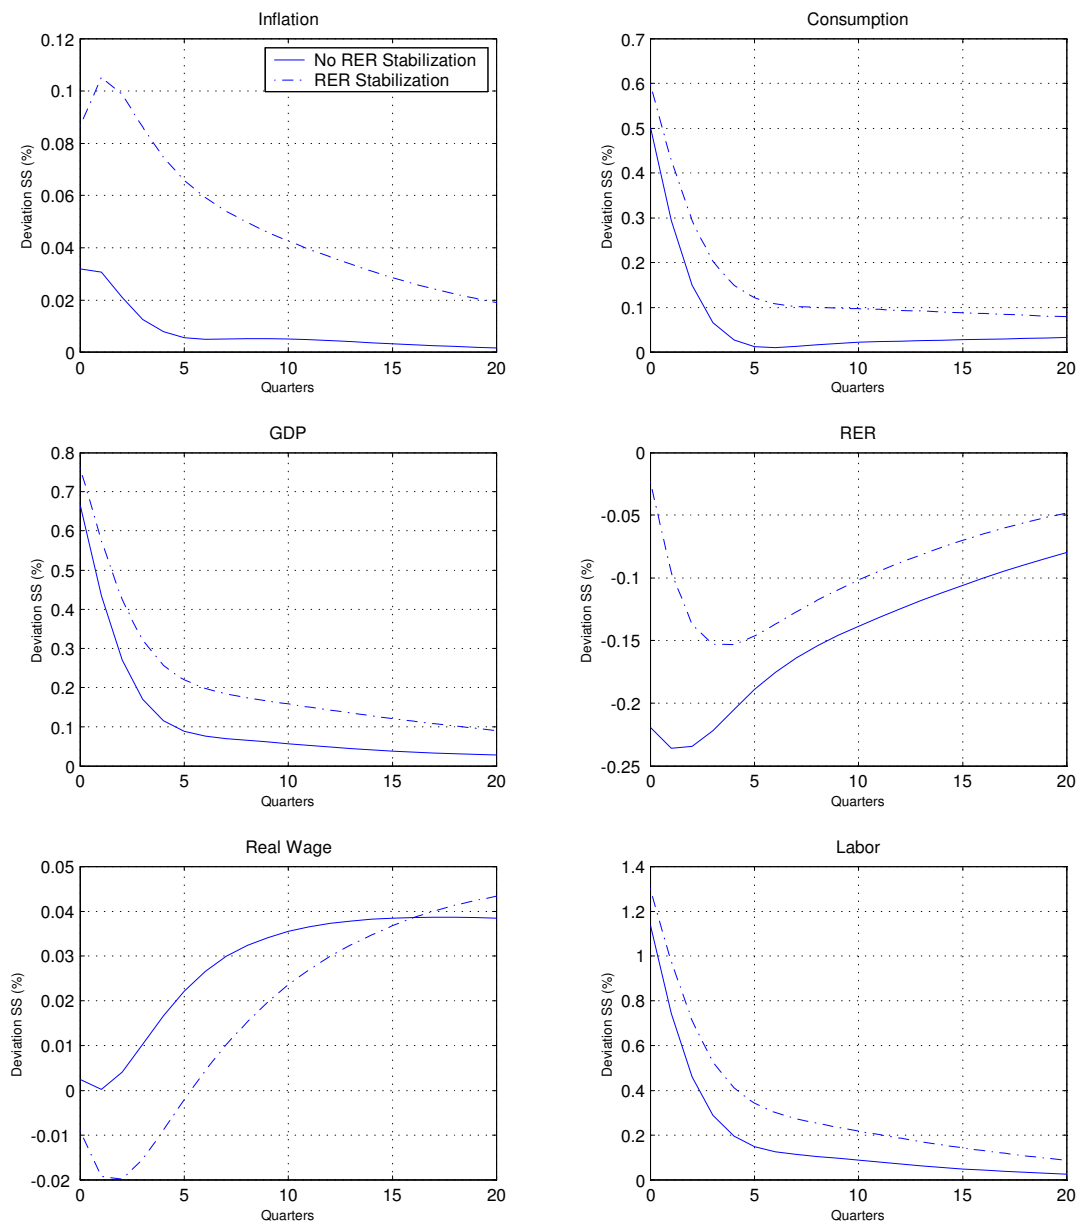 Inflation
0.12
0.1
0.08
0.06
0.04
0.02
0
Deviation SS (%)
No RER Stabilization
RER Stabilization
0 5 10 15 20
Quarters
Consumption
0.7
0.6
0.5
0.4
0.3
0.2
0.1
0
Deviation SS (%)
0 5 10 15 20
Quarters
GDP
0.8
0.7
0.6
0.5
0.4
0.3
0.2
0.1
0
Deviation SS (%)
0 5 10 15 20
Quarters
RER
0
-0.05
-0.1
-0.15
-0.2
-0.25
Deviation SS (%)
0 5 10 15 20
Quarters
Real Wage
0.05
0.04
0.03
0.02
0.01
0
-0.01
-0.02
Deviation SS (%)
0 5 10 15 20
Quarters
Labor
1.4
1.2
1
0.8
0.6
0.4
0.2
0
Deviation SS (%)
0 5 10 15 20
Quarters